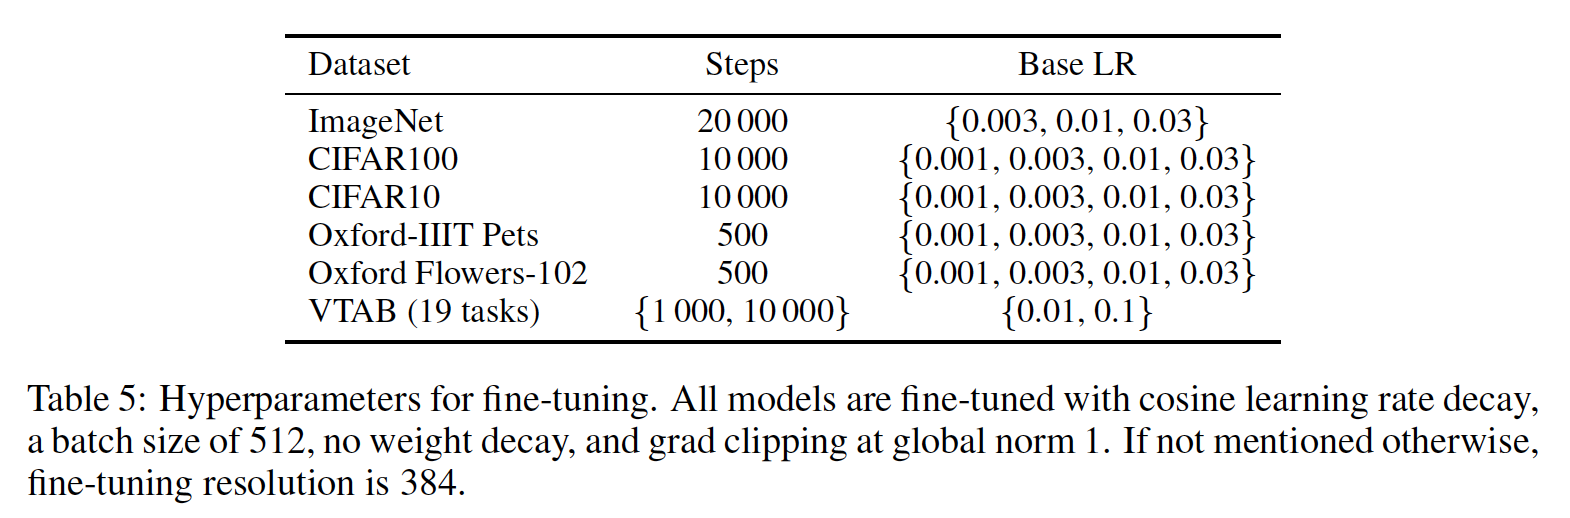 Dataset Steps Base LR
ImageNet 20 000 {0.003, 0.01, 0.03}
CIFAR100 10 000 {0.001, 0.003, 0.01, 0.03}
CIFAR10 10 000 {0.001, 0.003, 0.01, 0.03}
Oxford-IIIT Pets 500 {0.001, 0.003, 0.01, 0.03}
Oxford Flowers-102 500 {0.001, 0.003, 0.01, 0.03}
VTAB (19 tasks) {1 000, 10 000} {0.01, 0.1}
Table 5: Hyperparameters for fine-tuning. All models are fine-tuned with cosine learning rate decay,
a batch size of 512, no weight decay, and grad clipping at global norm 1. If not mentioned otherwise,
fine-tuning resolution is 384.